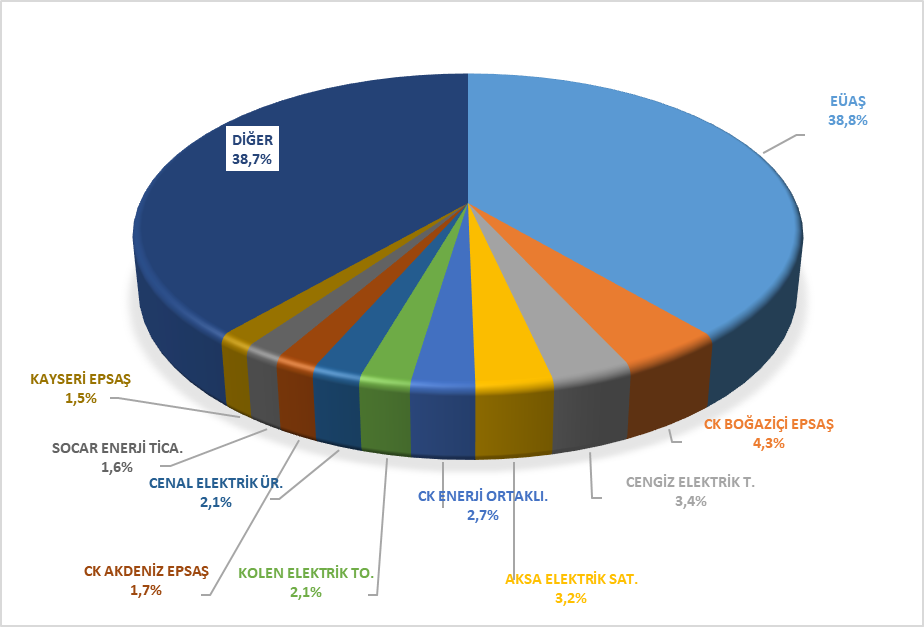 EÜAŞ
38,8%
DİĞER
38,7%
KAYSERİ EPSAŞ
1,5%
CK BOĞAZİÇİ EPSAŞ
4,3%
SOCAR ENERJİ TİCA.
1,6%
CENAL ELEKTRİK ÜR.
2,1%
CENGİZ ELEKTRİK T.
3,4%
CK ENERJİ ORTAKLI.
2,7%
CK AKDENİZ EPSAŞ
1,7%
KOLEN ELEKTRİK TO.
2,1%
AKSA ELEKTRİK SAT.
3,2%